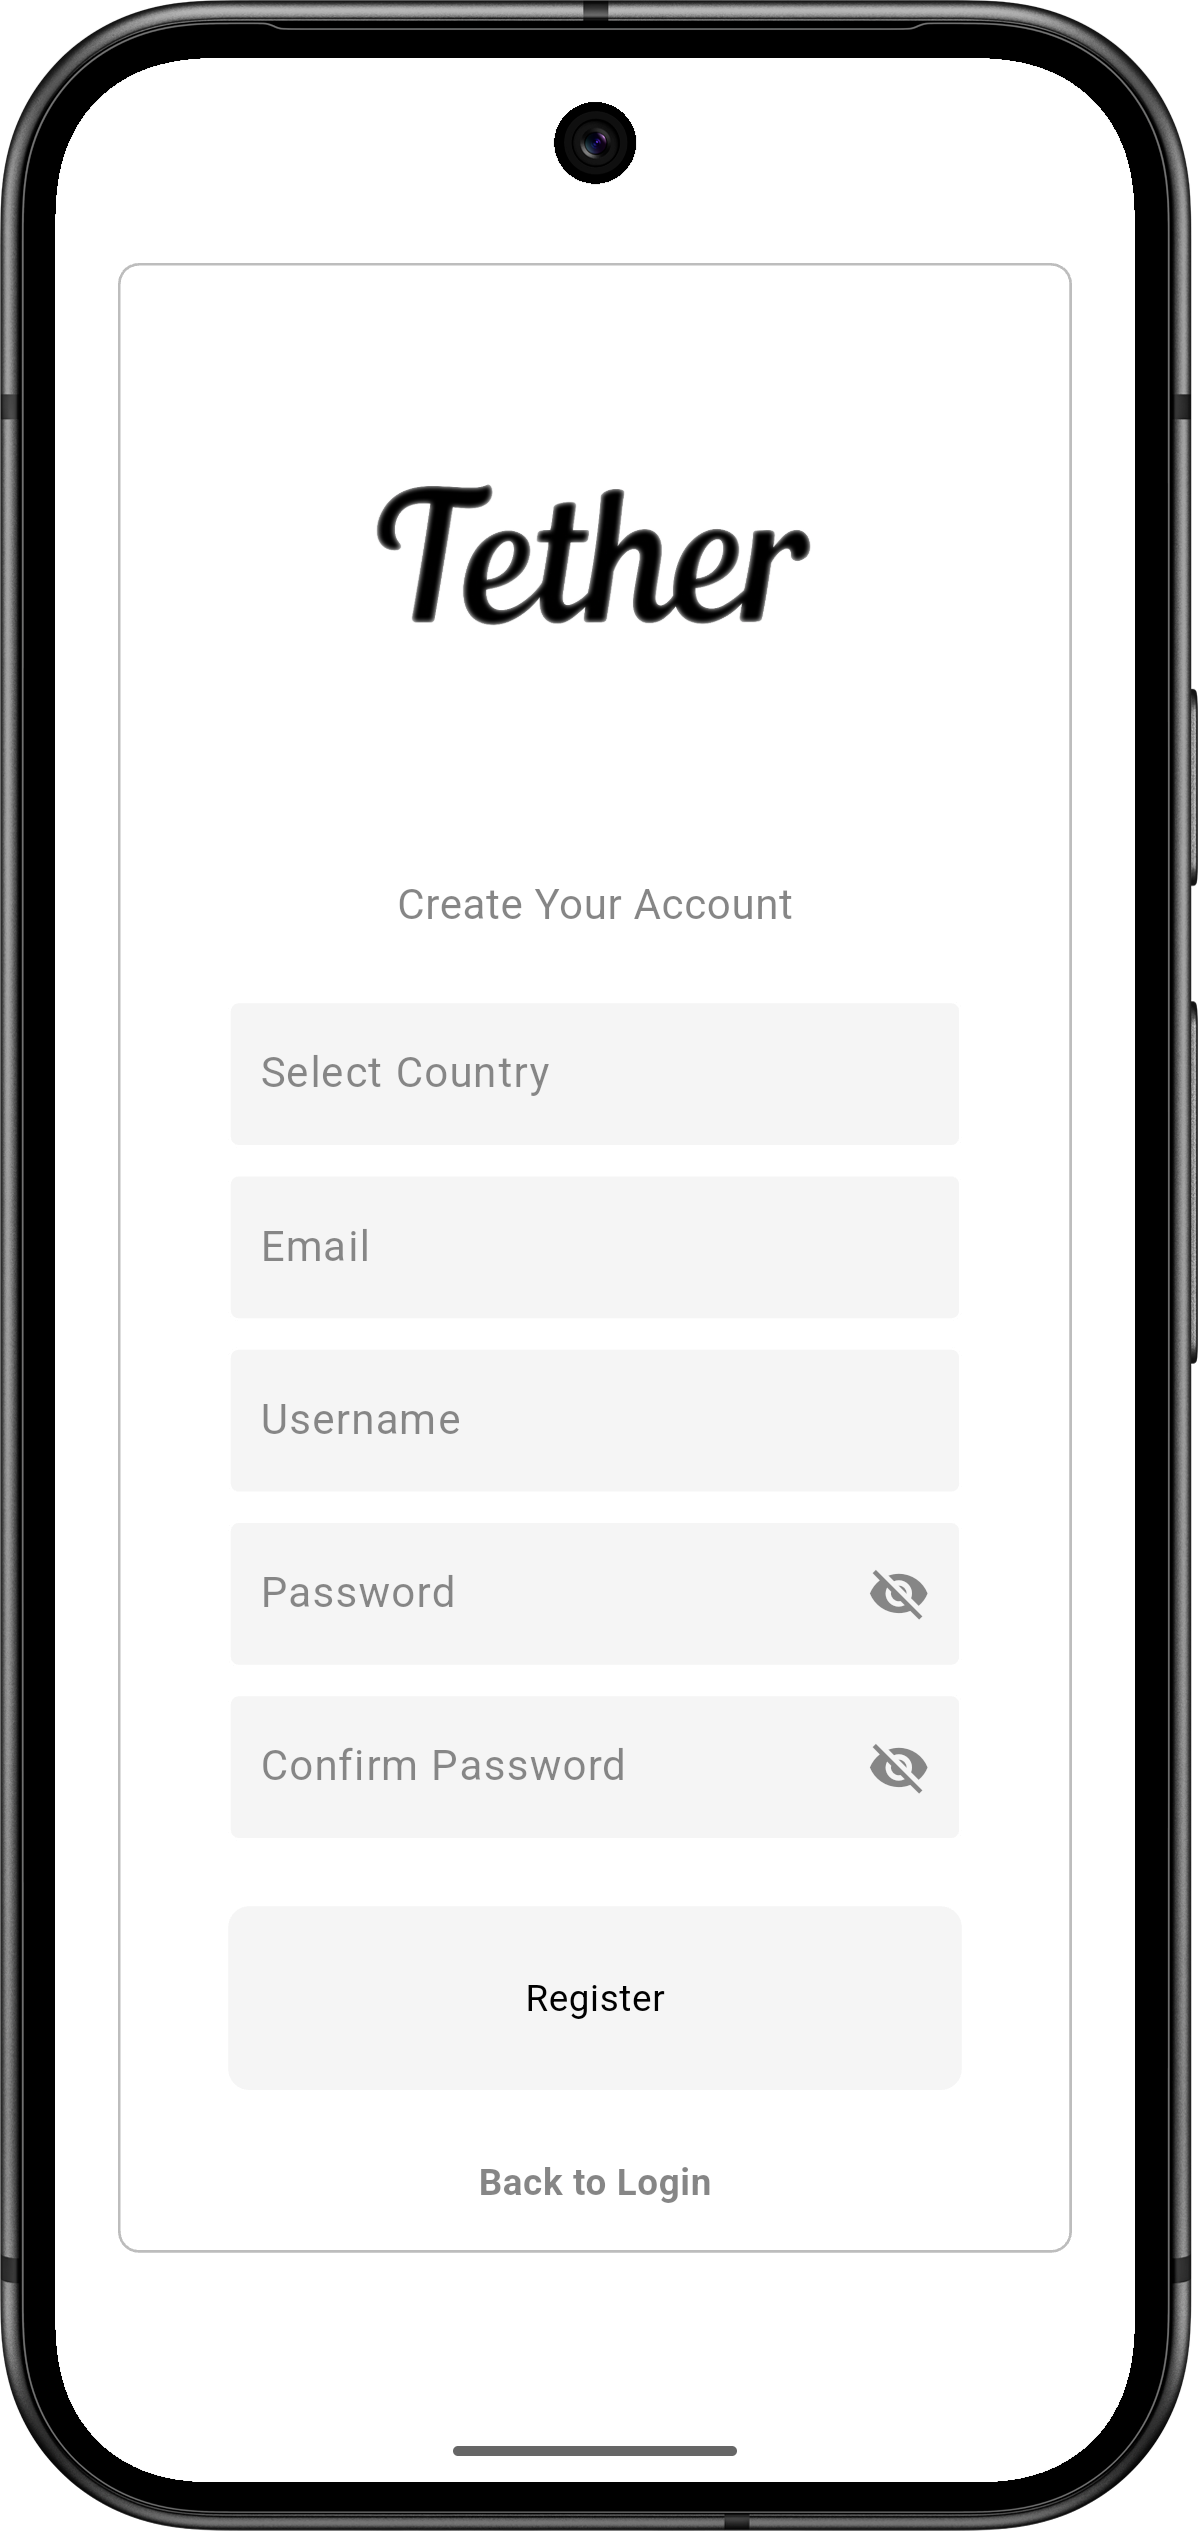 Tether
Create Your Account
Select Country
Email
Username
Password
Confirm Password
Register
Back to Login